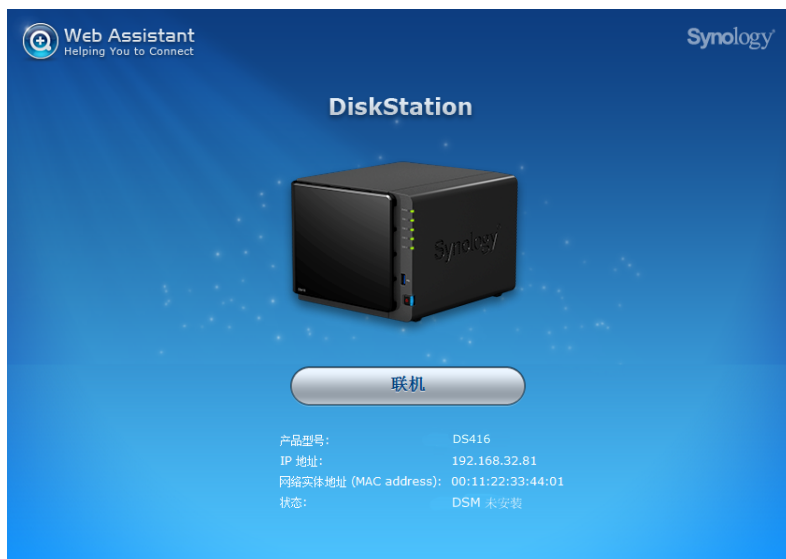 Web Assistant
Helping You to Connect
Synology
DiskStation
Synology
联机
产品型号: DS416
IP 地址: 192.168.32.81
网络实体地址 (MAC address): 00:11:22:33:44:01
状态: DSM 未安装